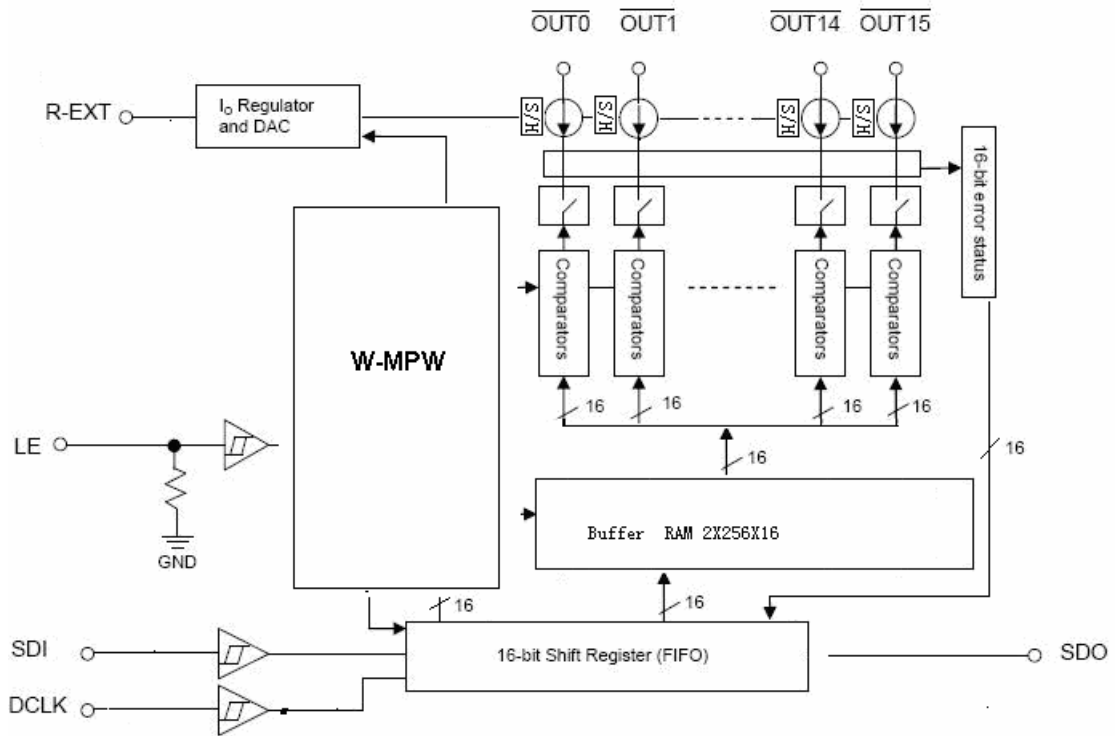 OUT0 OUT1 OUT14 OUT15
R-EXT
I₀ Regulator
and DAC
S/H S/H S/H S/H
16-bit error status
Comparators Comparators Comparators Comparators
W-MPW
16 16 16 16
LE
16
16
Buffer RAM 2X256X16
GND
16
16
SDI
16-bit Shift Register (FIFO)
SDO
DCLK